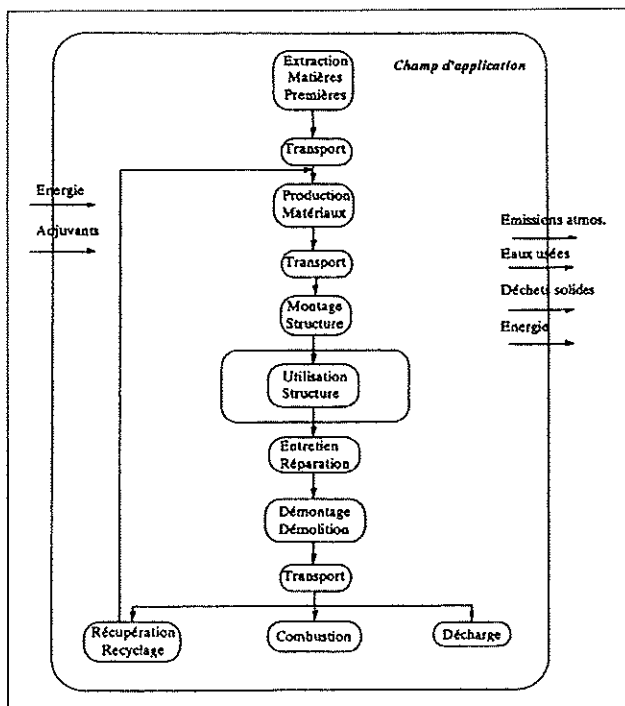 Champ d'application
Extraction
Matières
Premières
Transport
Energie
Adjuvants
Production
Matériaux
Transport
Montage
Structure
Utilisation
Structure
Entretien
Réparation
Démontage
Démolition
Transport
Récupération
Recyclage
Combustion
Décharge
Emissions atmos.
Eaux usées
Déchets solides
Energie